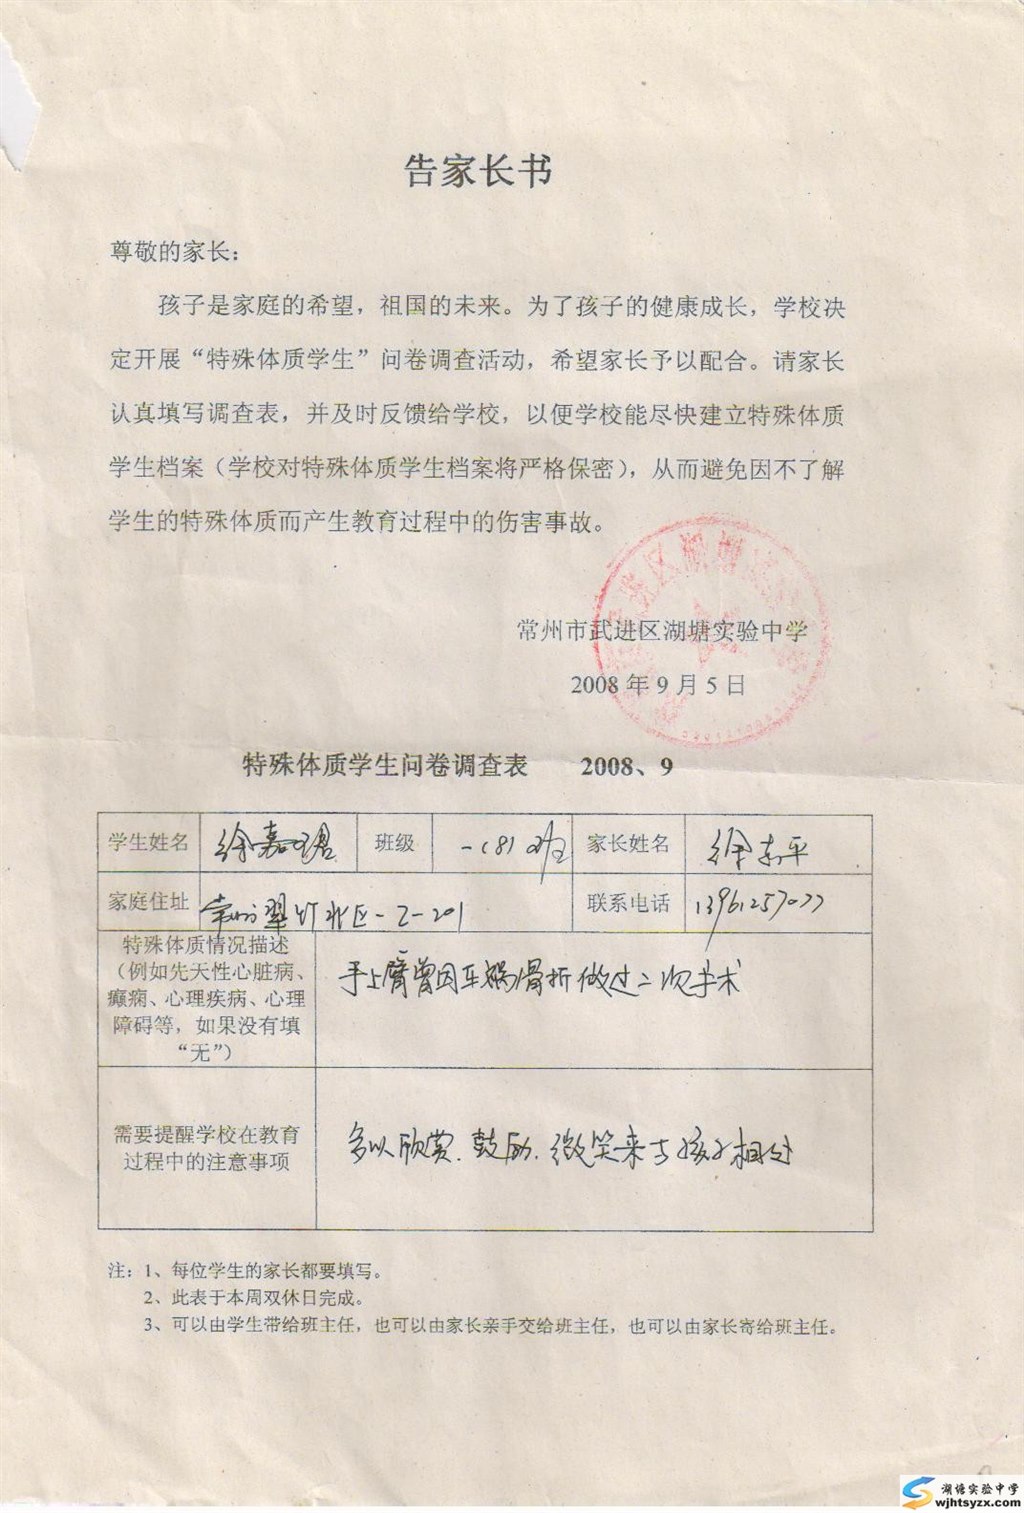 告家长书
尊敬的家长：
孩子是家庭的希望，祖国的未来。为了孩子的健康成长，学校决
定开展“特殊体质学生”问卷调查活动，希望家长予以配合。请家长
认真填写调查表，并及时反馈给学校，以便学校能尽快建立特殊体质
学生档案（学校对特殊体质学生档案将严格保密），从而避免因不了解
学生的特殊体质而产生教育过程中的伤害事故。
常州市武进区湖塘实验中学
2008 年 9 月 5 日
特殊体质学生问卷调查表 2008、9
学生姓名 徐嘉珺 班级 一（8）班 家长姓名 徐志平
家庭住址 北区-2-201 联系电话 13961257077
特殊体质情况描述
（例如先天性心脏病、
癫痫、心理疾病、心理
障碍等，如果没有填
“无”）
手上臂曾因车祸骨折做过二次手术
需要提醒学校在教育
过程中的注意事项
多以欣赏、鼓励、微笑来与孩子相处
注：1、每位学生的家长都要填写。
2、此表于本周双休日完成。
3、可以由学生带给班主任，也可以由家长亲手交给班主任，也可以由家长寄给班主任。
湖塘实验中学
wjhtsyzx.com